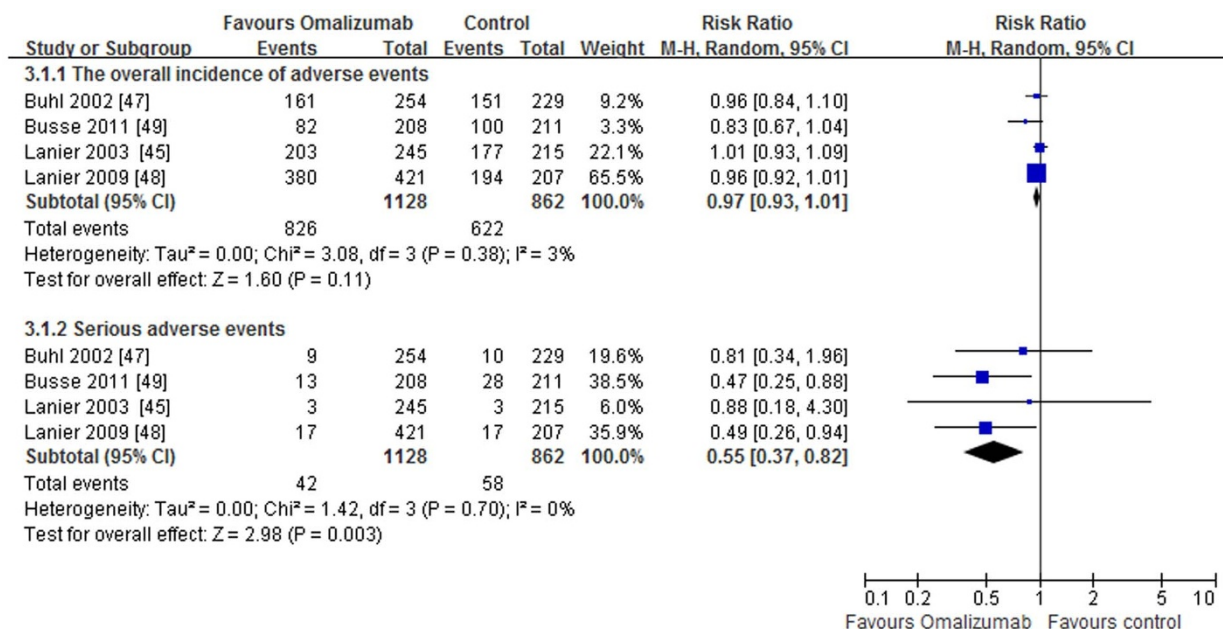 Favours Omalizumab Control Risk Ratio Risk Ratio
Study or Subgroup Events Total Events Total Weight M-H, Random, 95% CI M-H, Random, 95% CI
3.1.1 The overall incidence of adverse events
Buhl 2002 [47] 161 254 151 229 9.2% 0.96 [0.84, 1.10]
Busse 2011 [49] 82 208 100 211 3.3% 0.83 [0.67, 1.04]
Lanier 2003 [45] 203 245 177 215 22.1% 1.01 [0.93, 1.09]
Lanier 2009 [48] 380 421 194 207 65.5% 0.96 [0.92, 1.01]
Subtotal (95% CI) 1128 862 100.0% 0.97 [0.93, 1.01]
Total events 826 622
Heterogeneity: Tau² = 0.00; Chi² = 3.08, df = 3 (P = 0.38); I² = 3%
Test for overall effect: Z = 1.60 (P = 0.11)
3.1.2 Serious adverse events
Buhl 2002 [47] 9 254 10 229 19.6% 0.81 [0.34, 1.96]
Busse 2011 [49] 13 208 28 211 38.5% 0.47 [0.25, 0.88]
Lanier 2003 [45] 3 245 3 215 6.0% 0.88 [0.18, 4.30]
Lanier 2009 [48] 17 421 17 207 35.9% 0.49 [0.26, 0.94]
Subtotal (95% CI) 1128 862 100.0% 0.55 [0.37, 0.82]
Total events 42 58
Heterogeneity: Tau² = 0.00; Chi² = 1.42, df = 3 (P = 0.70); I² = 0%
Test for overall effect: Z = 2.98 (P = 0.003)
0.1 0.2 0.5 1 2 5 10
Favours Omalizumab Favours control